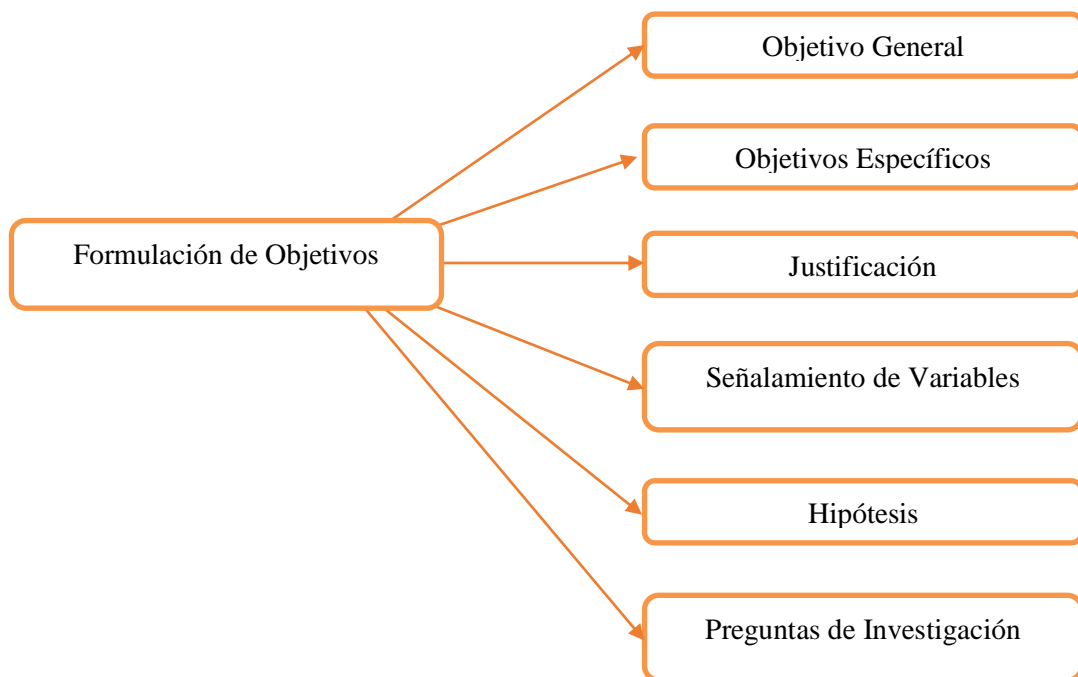 Objetivo General
Objetivos Específicos
Formulación de Objetivos
Justificación
Señalamiento de Variables
Hipótesis
Preguntas de Investigación